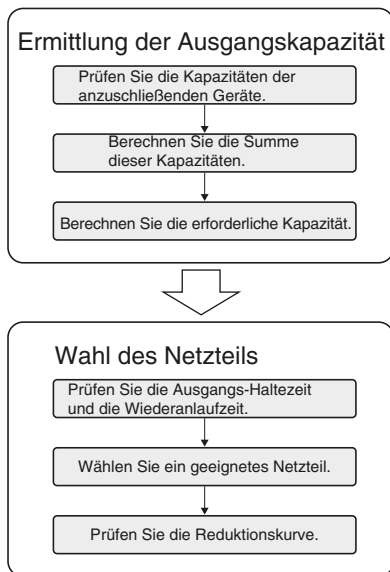 Ermittlung der Ausgangskapazität
Prüfen Sie die Kapazitäten der
anzuschließenden Geräte.
Berechnen Sie die Summe
dieser Kapazitäten.
Berechnen Sie die erforderliche Kapazität.
Wahl des Netzteils
Prüfen Sie die Ausgangs-Haltezeit
und die Wiederanlaufzeit.
Wählen Sie ein geeignetes Netzteil.
Prüfen Sie die Reduktionskurve.